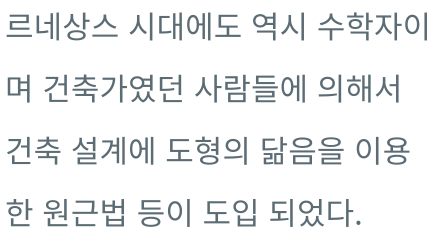 르네상스 시대에도 역시 수학자이
며 건축가였던 사람들에 의해서
건축 설계에 도형의 닮음을 이용
한 원근법 등이 도입 되었다.